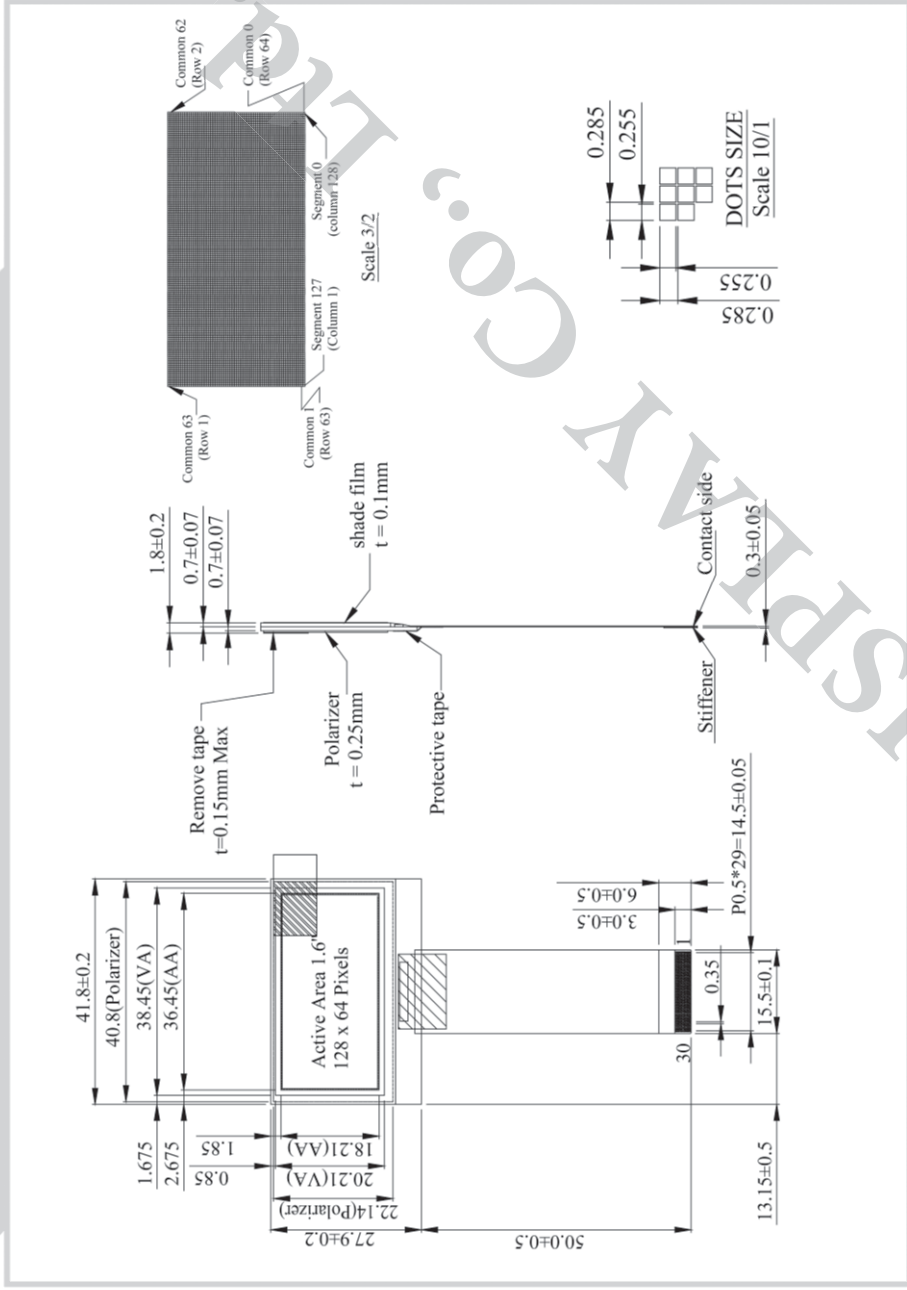 Common 62
(Row 2)
Common 0
(Row 64)
Common 63
(Row 1)
Common 1
(Row 63)
Segment 127
(Column 1)
Segment 0
(column 128)
Scale 3/2
0.285
0.255
0.255
0.285
DOTS SIZE
Scale 10/1
1.8±0.2
0.7±0.07
0.7±0.07
Remove tape
t=0.15mm Max
shade film
t = 0.1mm
Polarizer
t = 0.25mm
Protective tape
Contact side
Stiffener
0.3±0.05
41.8±0.2
40.8(Polarizer)
38.45(VA)
36.45(AA)
1.675
2.675
0.85
1.85
Active Area 1.6"
128 x 64 Pixels
18.21(AA)
20.21(VA)
22.14(Polarizer)
27.9±0.2
50.0±0.5
6.0±0.5
3.0±0.5
P0.5*29=14.5±0.05
1
30
0.35
15.5±0.1
13.15±0.5
SPLAY Co., Ltd